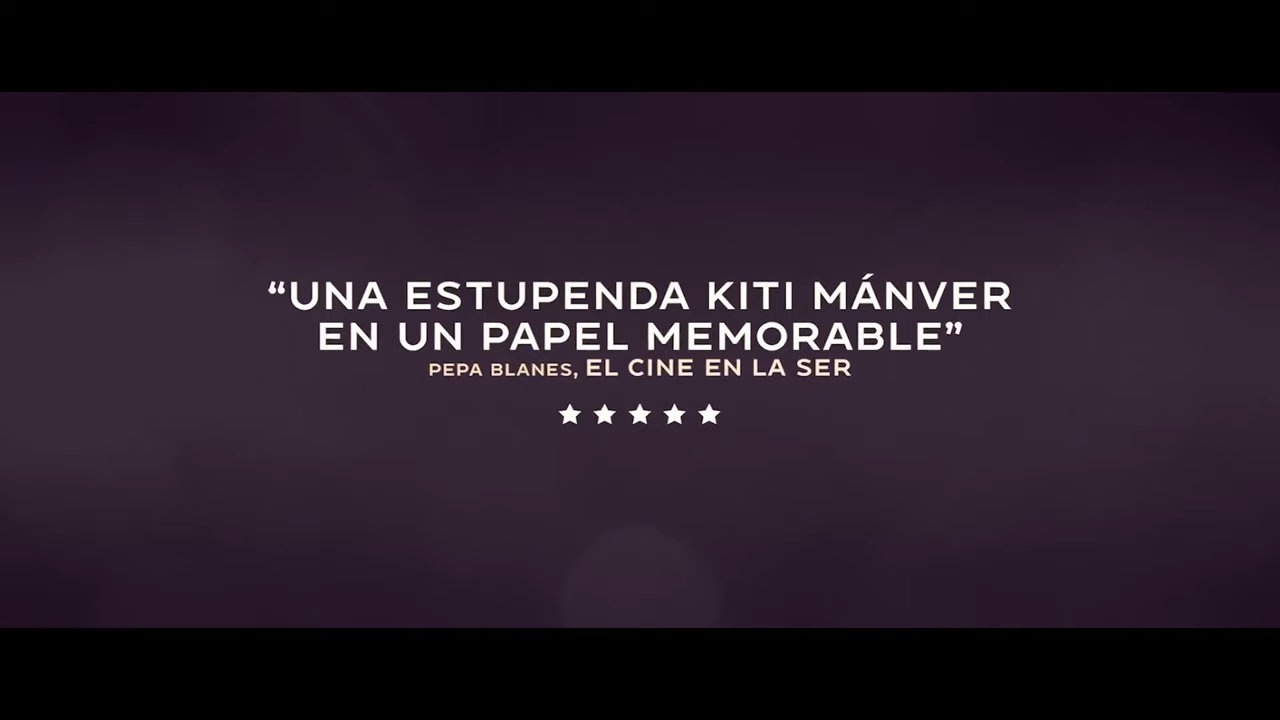 “UNA ESTUPENDA KITI MÁNVER
EN UN PAPEL MEMORABLE”
PEPA BLANES, EL CINE EN LA SER